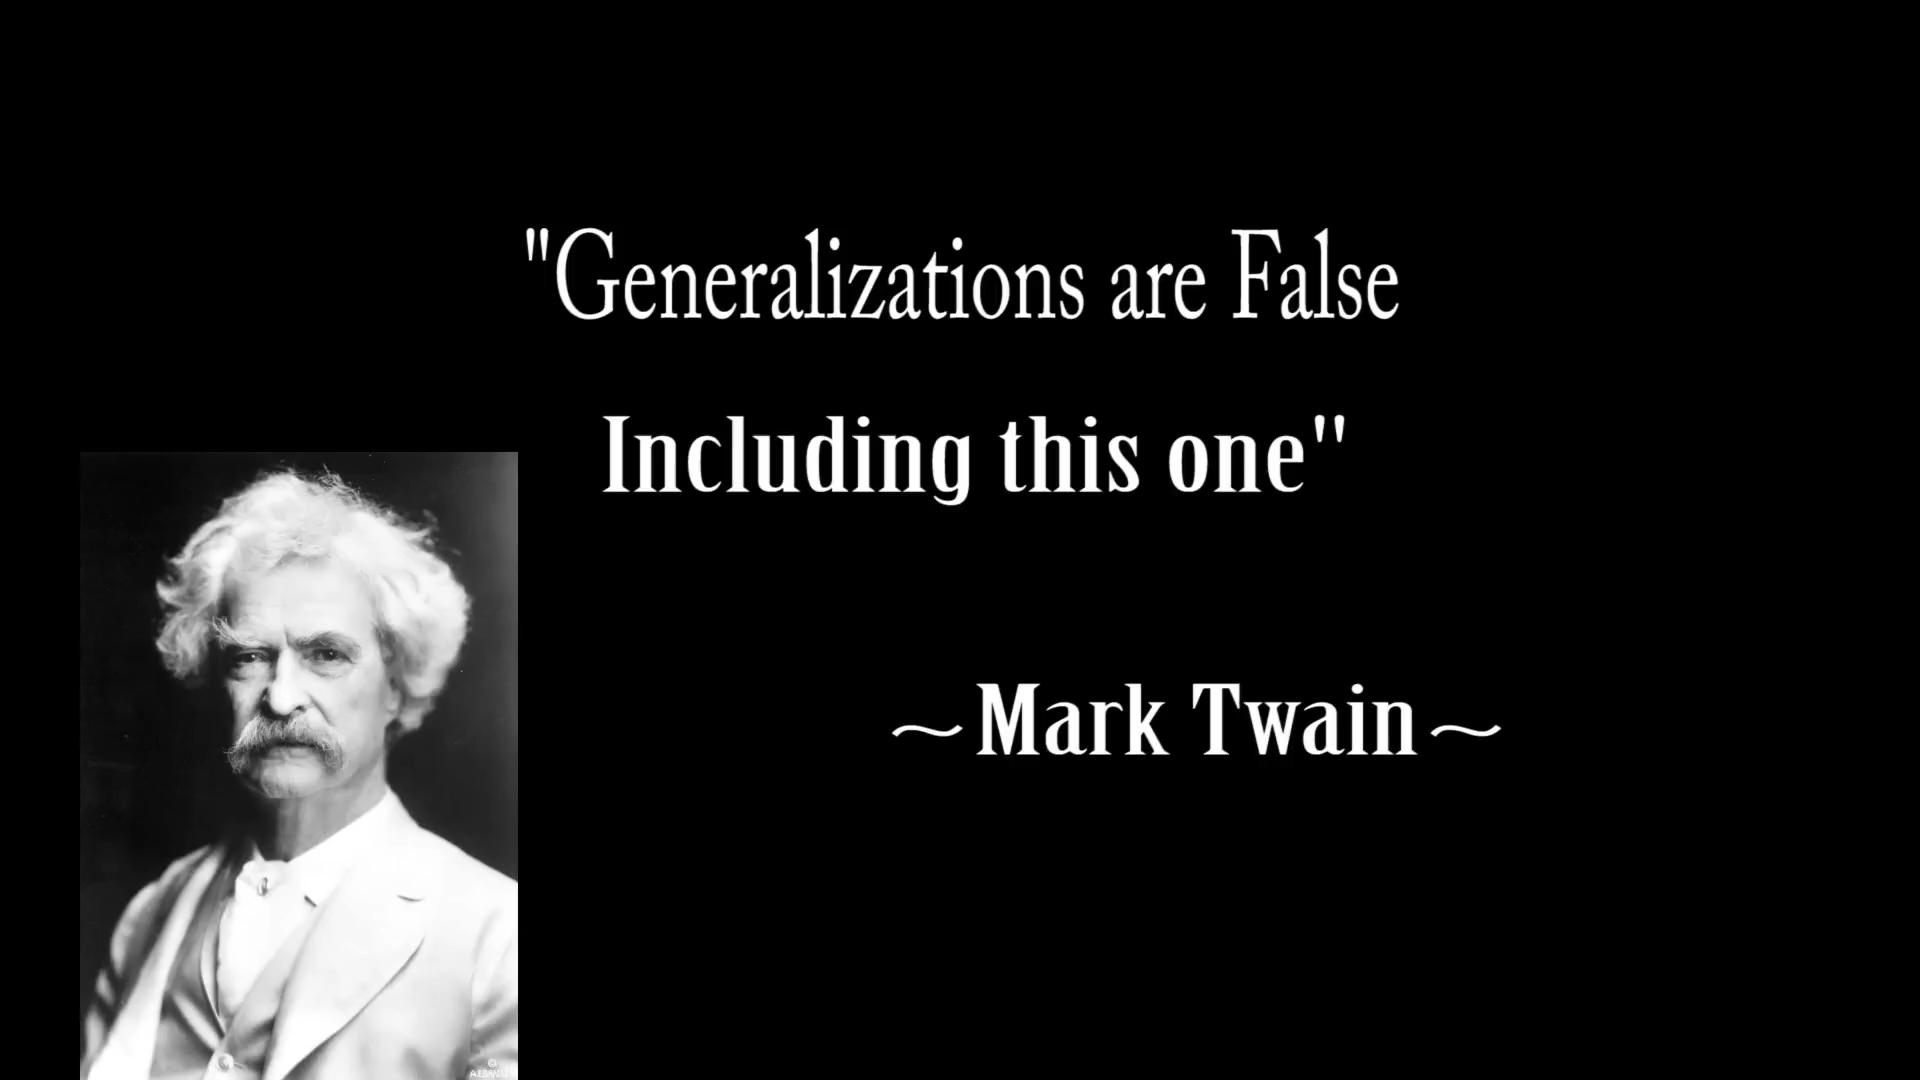 "Generalizations are False
Including this one"
~Mark Twain~